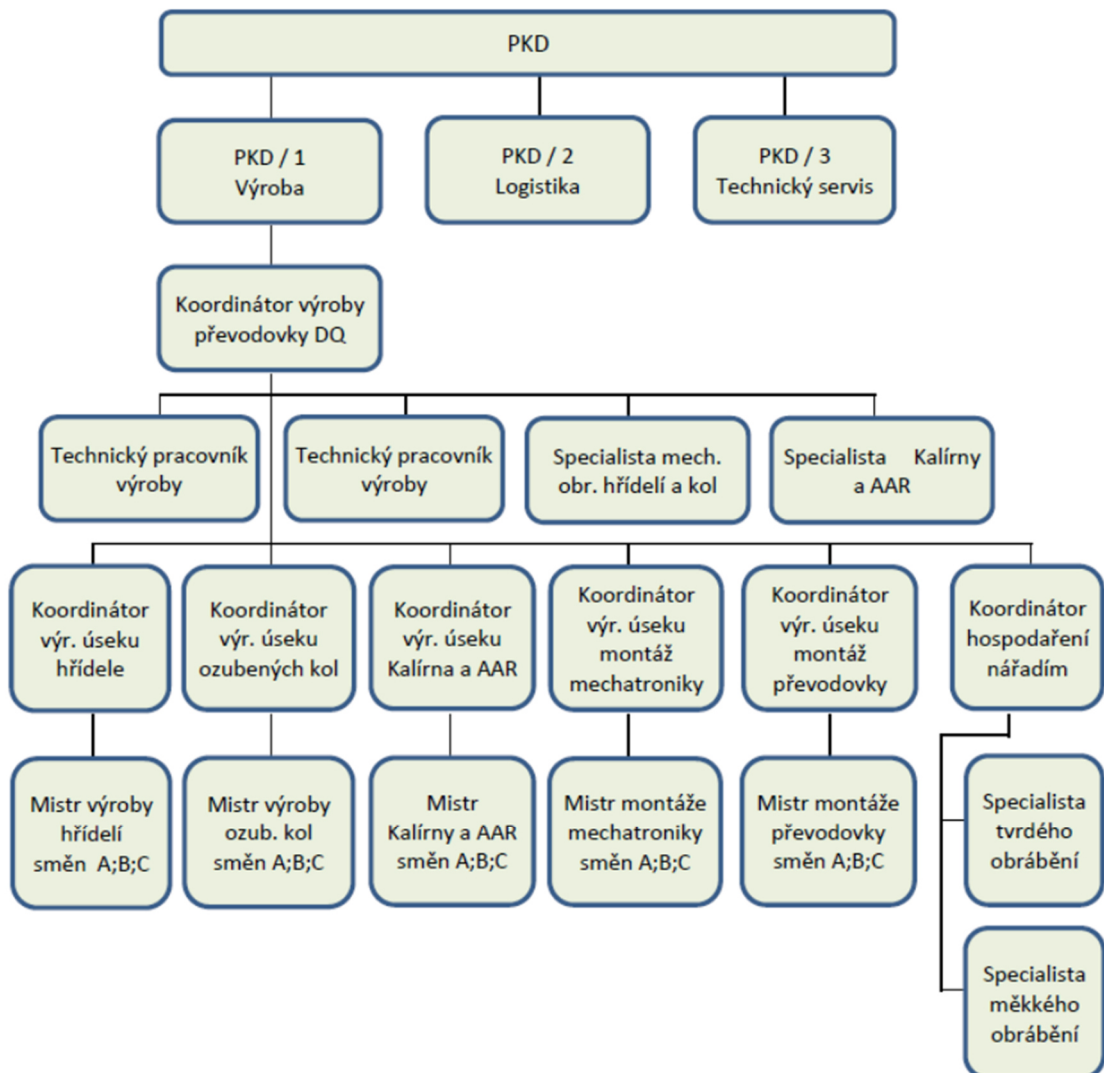 PKD
PKD / 1
Výroba
PKD / 2
Logistika
PKD / 3
Technický servis
Koordinátor výroby
převodovky DQ
Technický pracovník
výroby
Technický pracovník
výroby
Specialista mech.
obr. hřídelí a kol
Specialista Kalírny
a AAR
Koordinátor
výr. úseku
hřídele
Koordinátor
výr. úseku
ozubených kol
Koordinátor
výr. úseku
Kalírna a AAR
Koordinátor
výr. úseku
montáž
mechatroniky
Koordinátor
výr. úseku
montáž
převodovky
Koordinátor
hospodaření
nářadím
Mistr výroby
hřídelí
směn A;B;C
Mistr výroby
ozub. kol
směn A;B;C
Mistr
Kalírny a AAR
směn A;B;C
Mistr montáže
mechatroniky
směn A;B;C
Mistr montáže
převodovky
směn A;B;C
Specialista
tvrdého
obrábění
Specialista
měkkého
obrábění